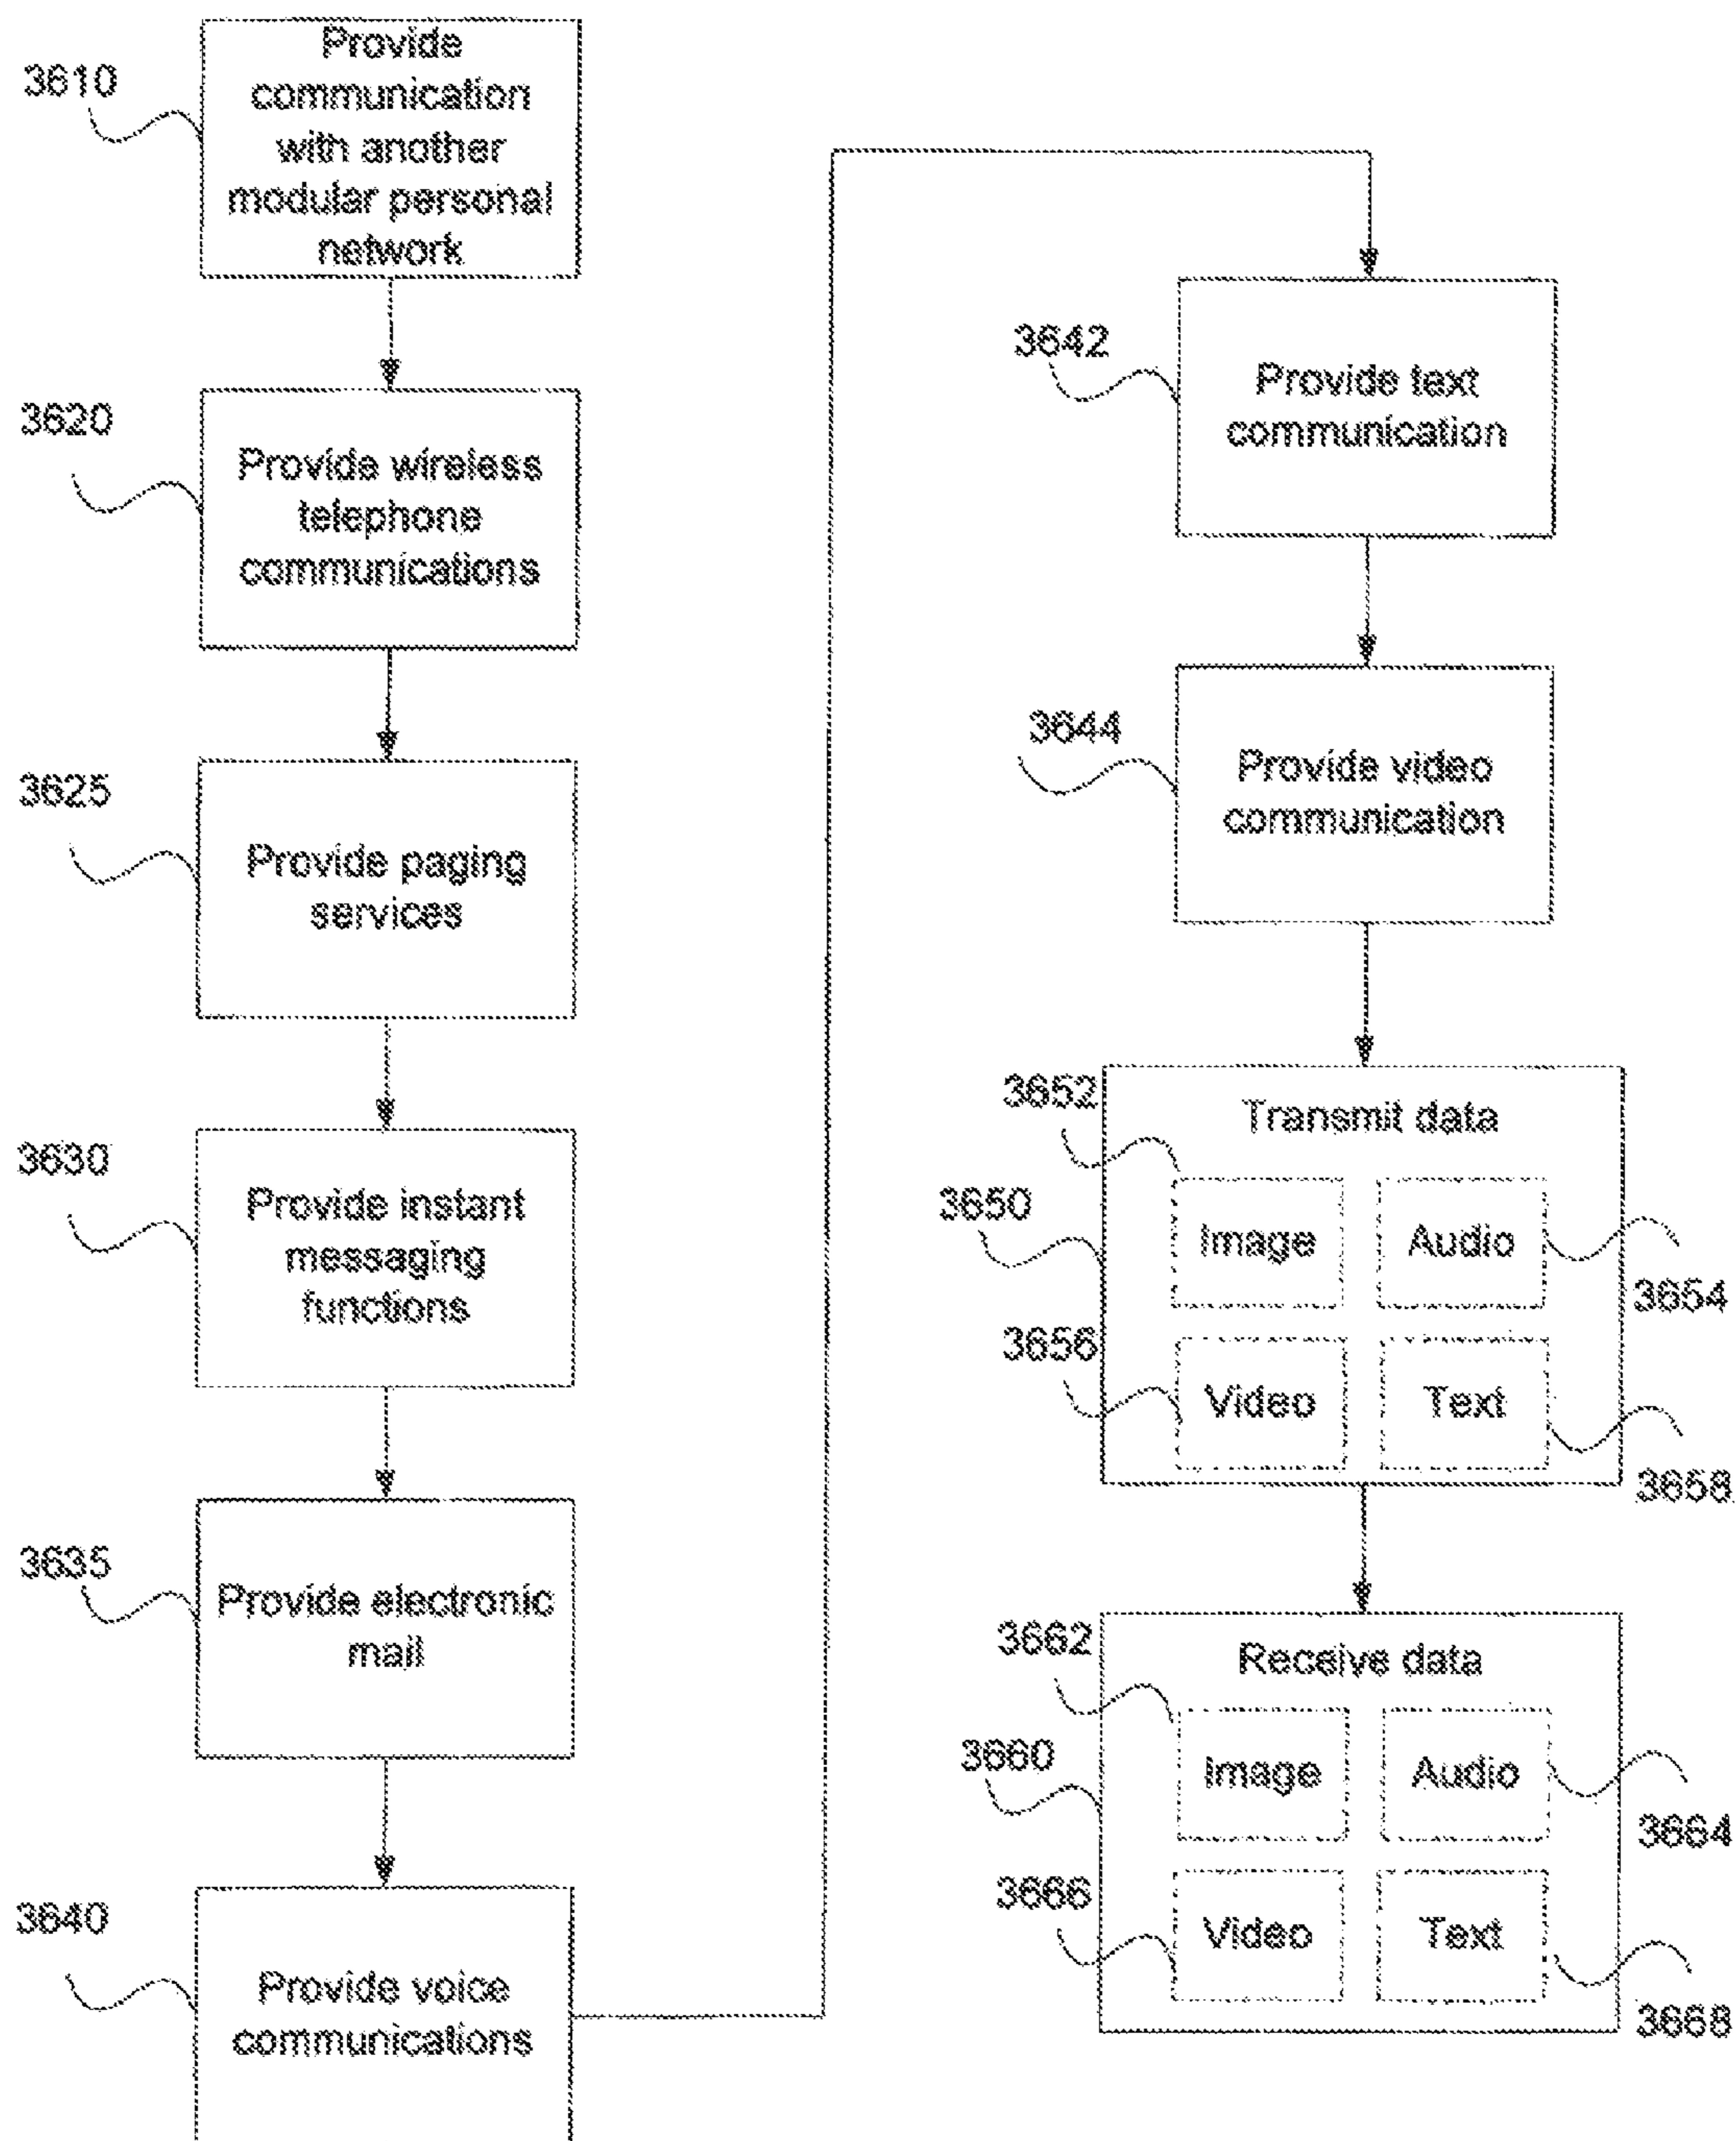 3610
Provide
communication
with another
modular personal
network
3620
Provide wireless
telephone
communications
3625
Provide paging
services
3630
Provide instant
messaging
functions
3635
Provide electronic
mail
3640
Provide voice
communications
3642
Provide text
communication
3644
Provide video
communication
3650
Transmit data
3652
Image
Audio
3654
3656
Video
Text
3658
3660
Receive data
3662
Image
Audio
3664
3666
Video
Text
3668